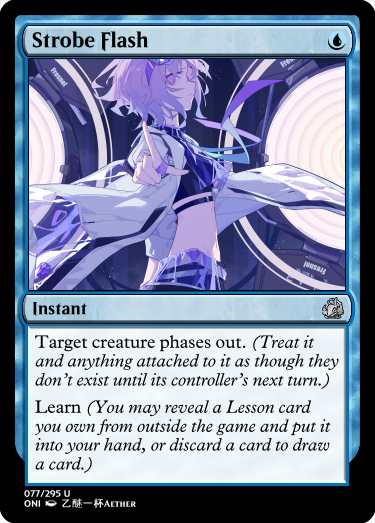 Strobe Flash
Fresnel
Fresnel
Fresnel
Instant
Target creature phases out. (Treat it
and anything attached to it as though they
don't exist until its controller's next turn.)
Learn (You may reveal a Lesson card
you own from outside the game and put it
into your hand, or discard a card to draw
a card.)
077/295 U
ONI 乙醚一杯Aether